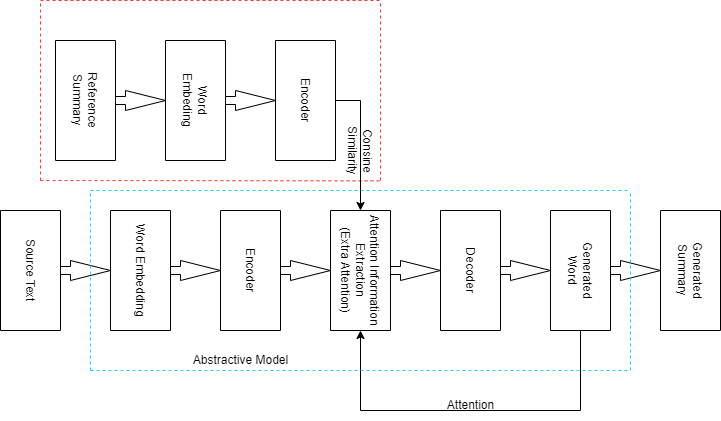 Reference
Summary
Word
Embeding
Encoder
Consine
Similarity
Source Text
Word Embedding
Encoder
Attention Information
Extraction
(Extra Attention)
Decoder
Generated
Word
Generated
Summary
Abstractive Model
Attention